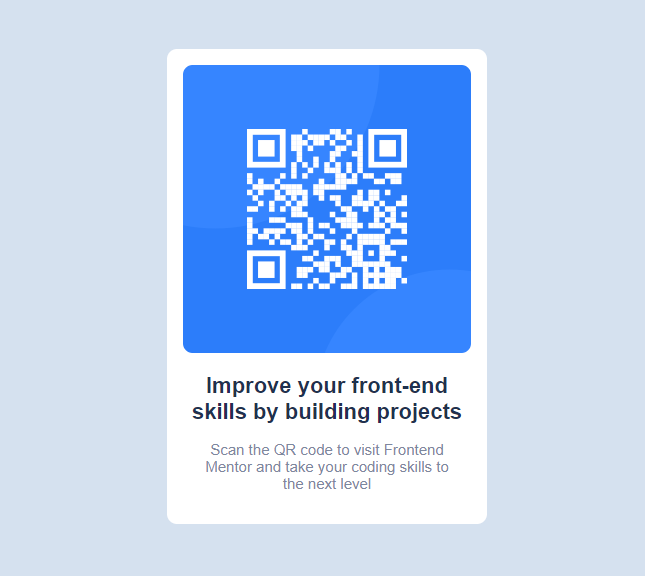 Improve your front-end
skills by building projects
Scan the QR code to visit Frontend
Mentor and take your coding skills to
the next level